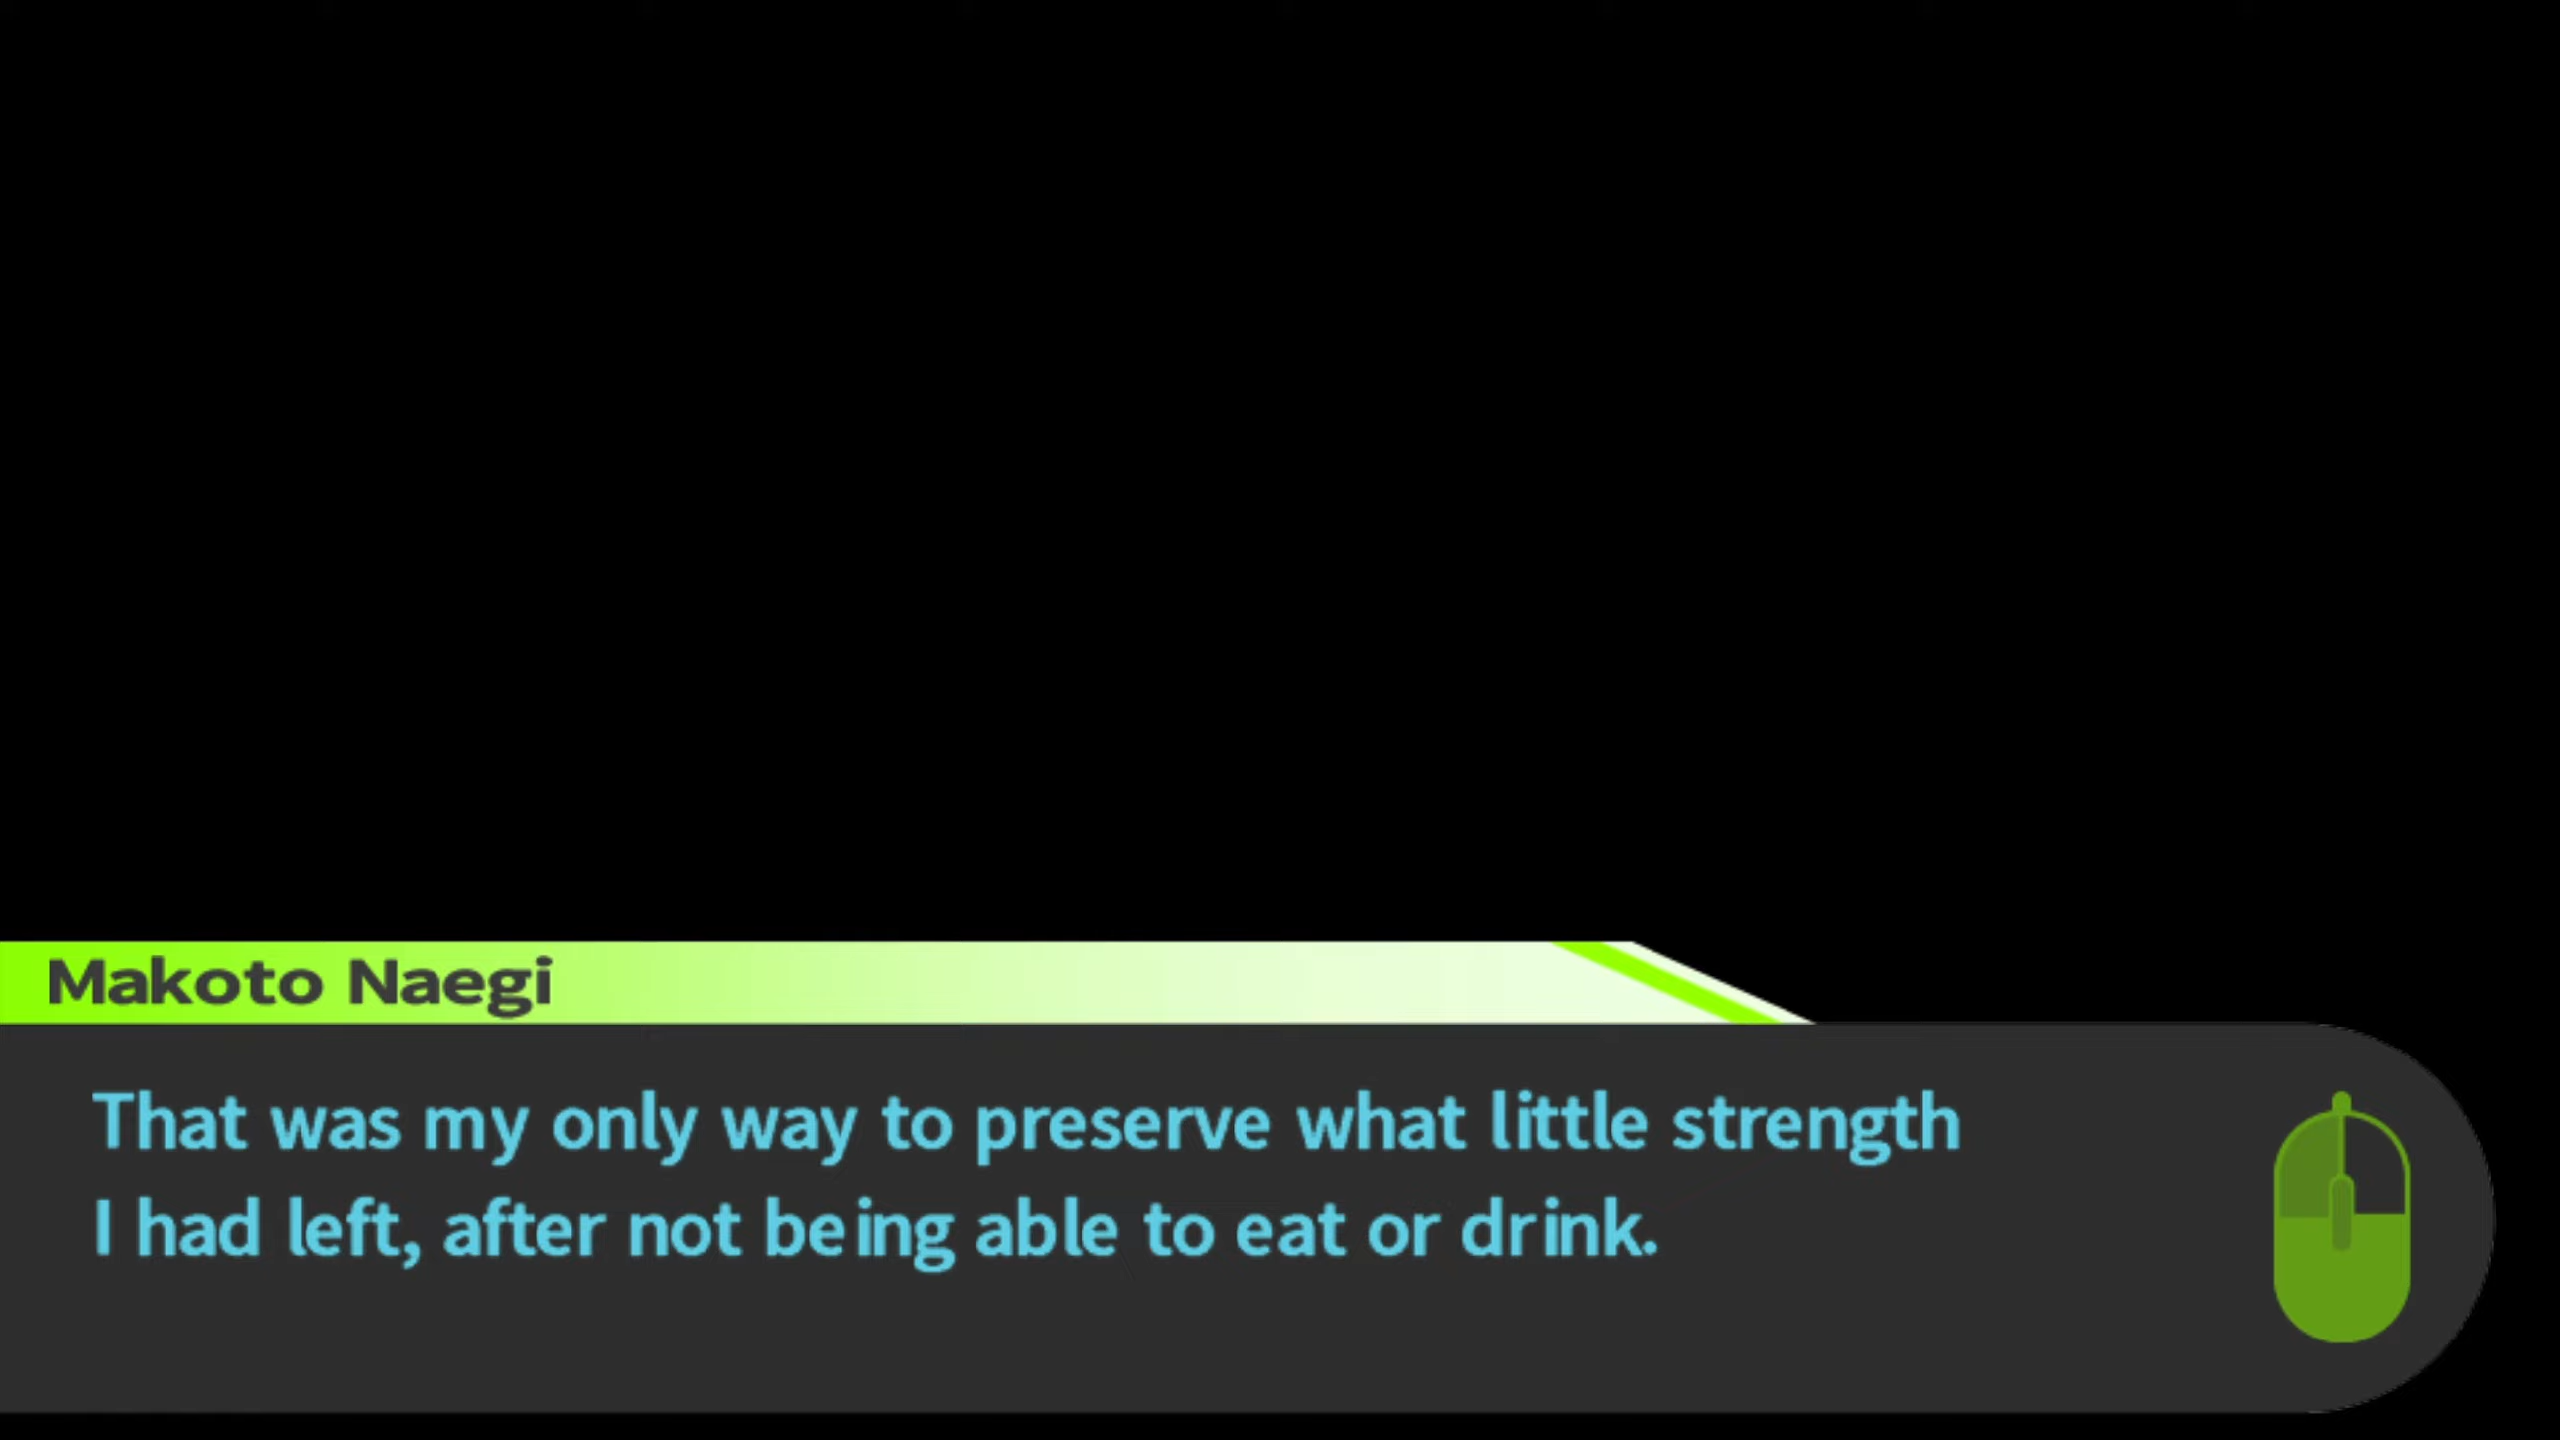 Makoto Naegi
That was my only way to preserve what little strength
I had left, after not being able to eat or drink.